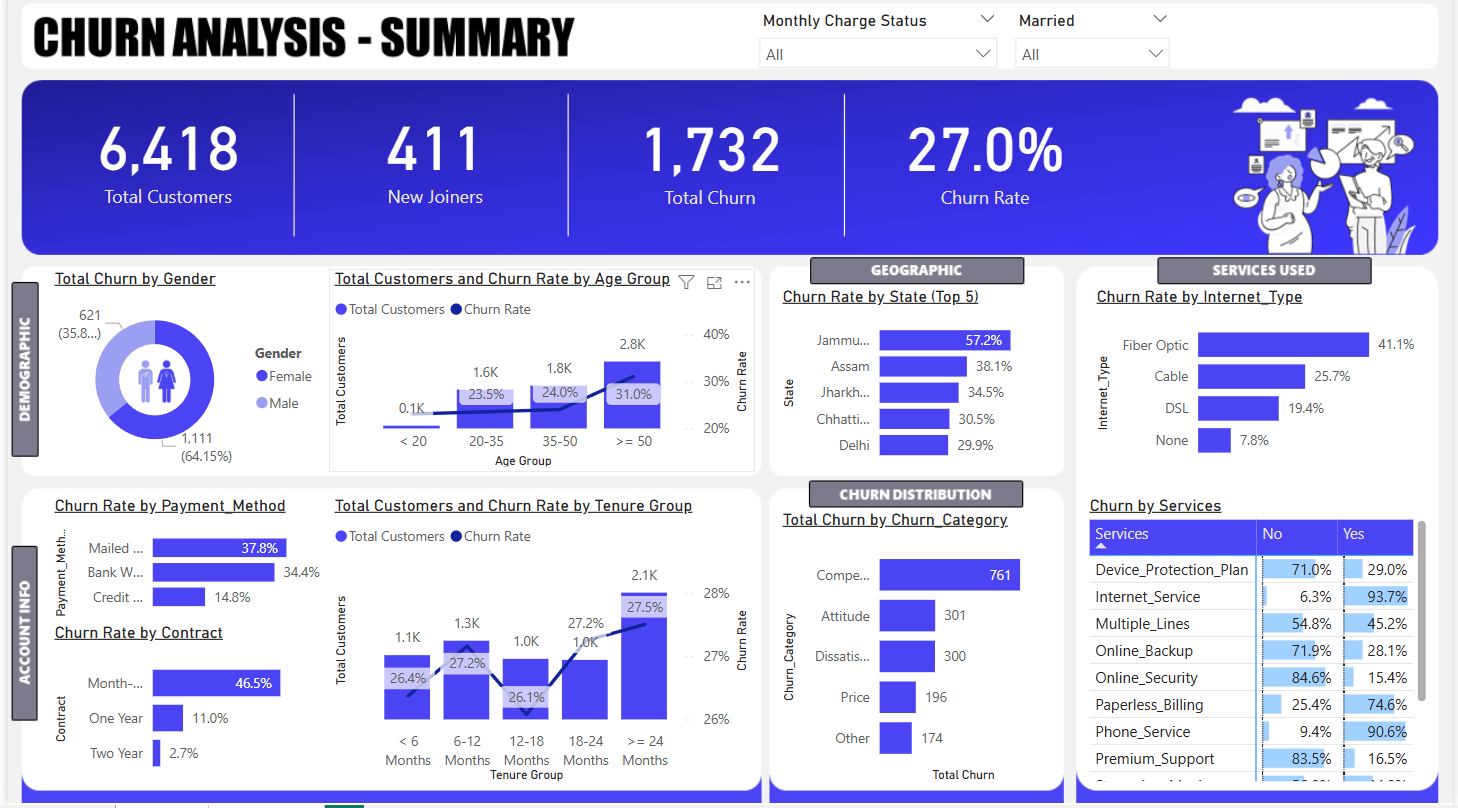 CHURN ANALYSIS - SUMMARY
Monthly Charge Status
All
Married
All
6,418
Total Customers
411
New Joiners
1,732
Total Churn
27.0%
Churn Rate
DEMOGRAPHIC
Total Churn by Gender
621
(35.8...)
1,111
(64.15%)
Gender
Female
Male
Total Customers and Churn Rate by Age Group
Total Customers
Churn Rate
Total Customers
0.1K
1.6K
23.5%
1.8K
24.0%
2.8K
31.0%
40%
30%
20%
Churn Rate
< 20
20-35
35-50
>= 50
Age Group
GEOGRAPHIC
Churn Rate by State (Top 5)
State
Jammu... 57.2%
Assam 38.1%
Jharkh... 34.5%
Chhatti... 30.5%
Delhi 29.9%
SERVICES USED
Churn Rate by Internet_Type
Internet_Type
Fiber Optic 41.1%
Cable 25.7%
DSL 19.4%
None 7.8%
ACCOUNT INFO
Churn Rate by Payment_Method
Payment_Meth...
Mailed ... 37.8%
Bank W... 34.4%
Credit ... 14.8%
Churn Rate by Contract
Contract
Month-... 46.5%
One Year 11.0%
Two Year 2.7%
Total Customers and Churn Rate by Tenure Group
Total Customers
Churn Rate
Total Customers
1.1K
26.4%
1.3K
27.2%
1.0K
26.1%
27.2%
1.0K
2.1K
27.5%
28%
27%
26%
Churn Rate
< 6
Months
6-12
Months
12-18
Months
18-24
Months
>= 24
Months
Tenure Group
CHURN DISTRIBUTION
Total Churn by Churn_Category
Churn_Category
Compe... 761
Attitude 301
Dissatis... 300
Price 196
Other 174
Total Churn
Churn by Services
Services No Yes
Device_Protection_Plan 71.0% 29.0%
Internet_Service 6.3% 93.7%
Multiple_Lines 54.8% 45.2%
Online_Backup 71.9% 28.1%
Online_Security 84.6% 15.4%
Paperless_Billing 25.4% 74.6%
Phone_Service 9.4% 90.6%
Premium_Support 83.5% 16.5%